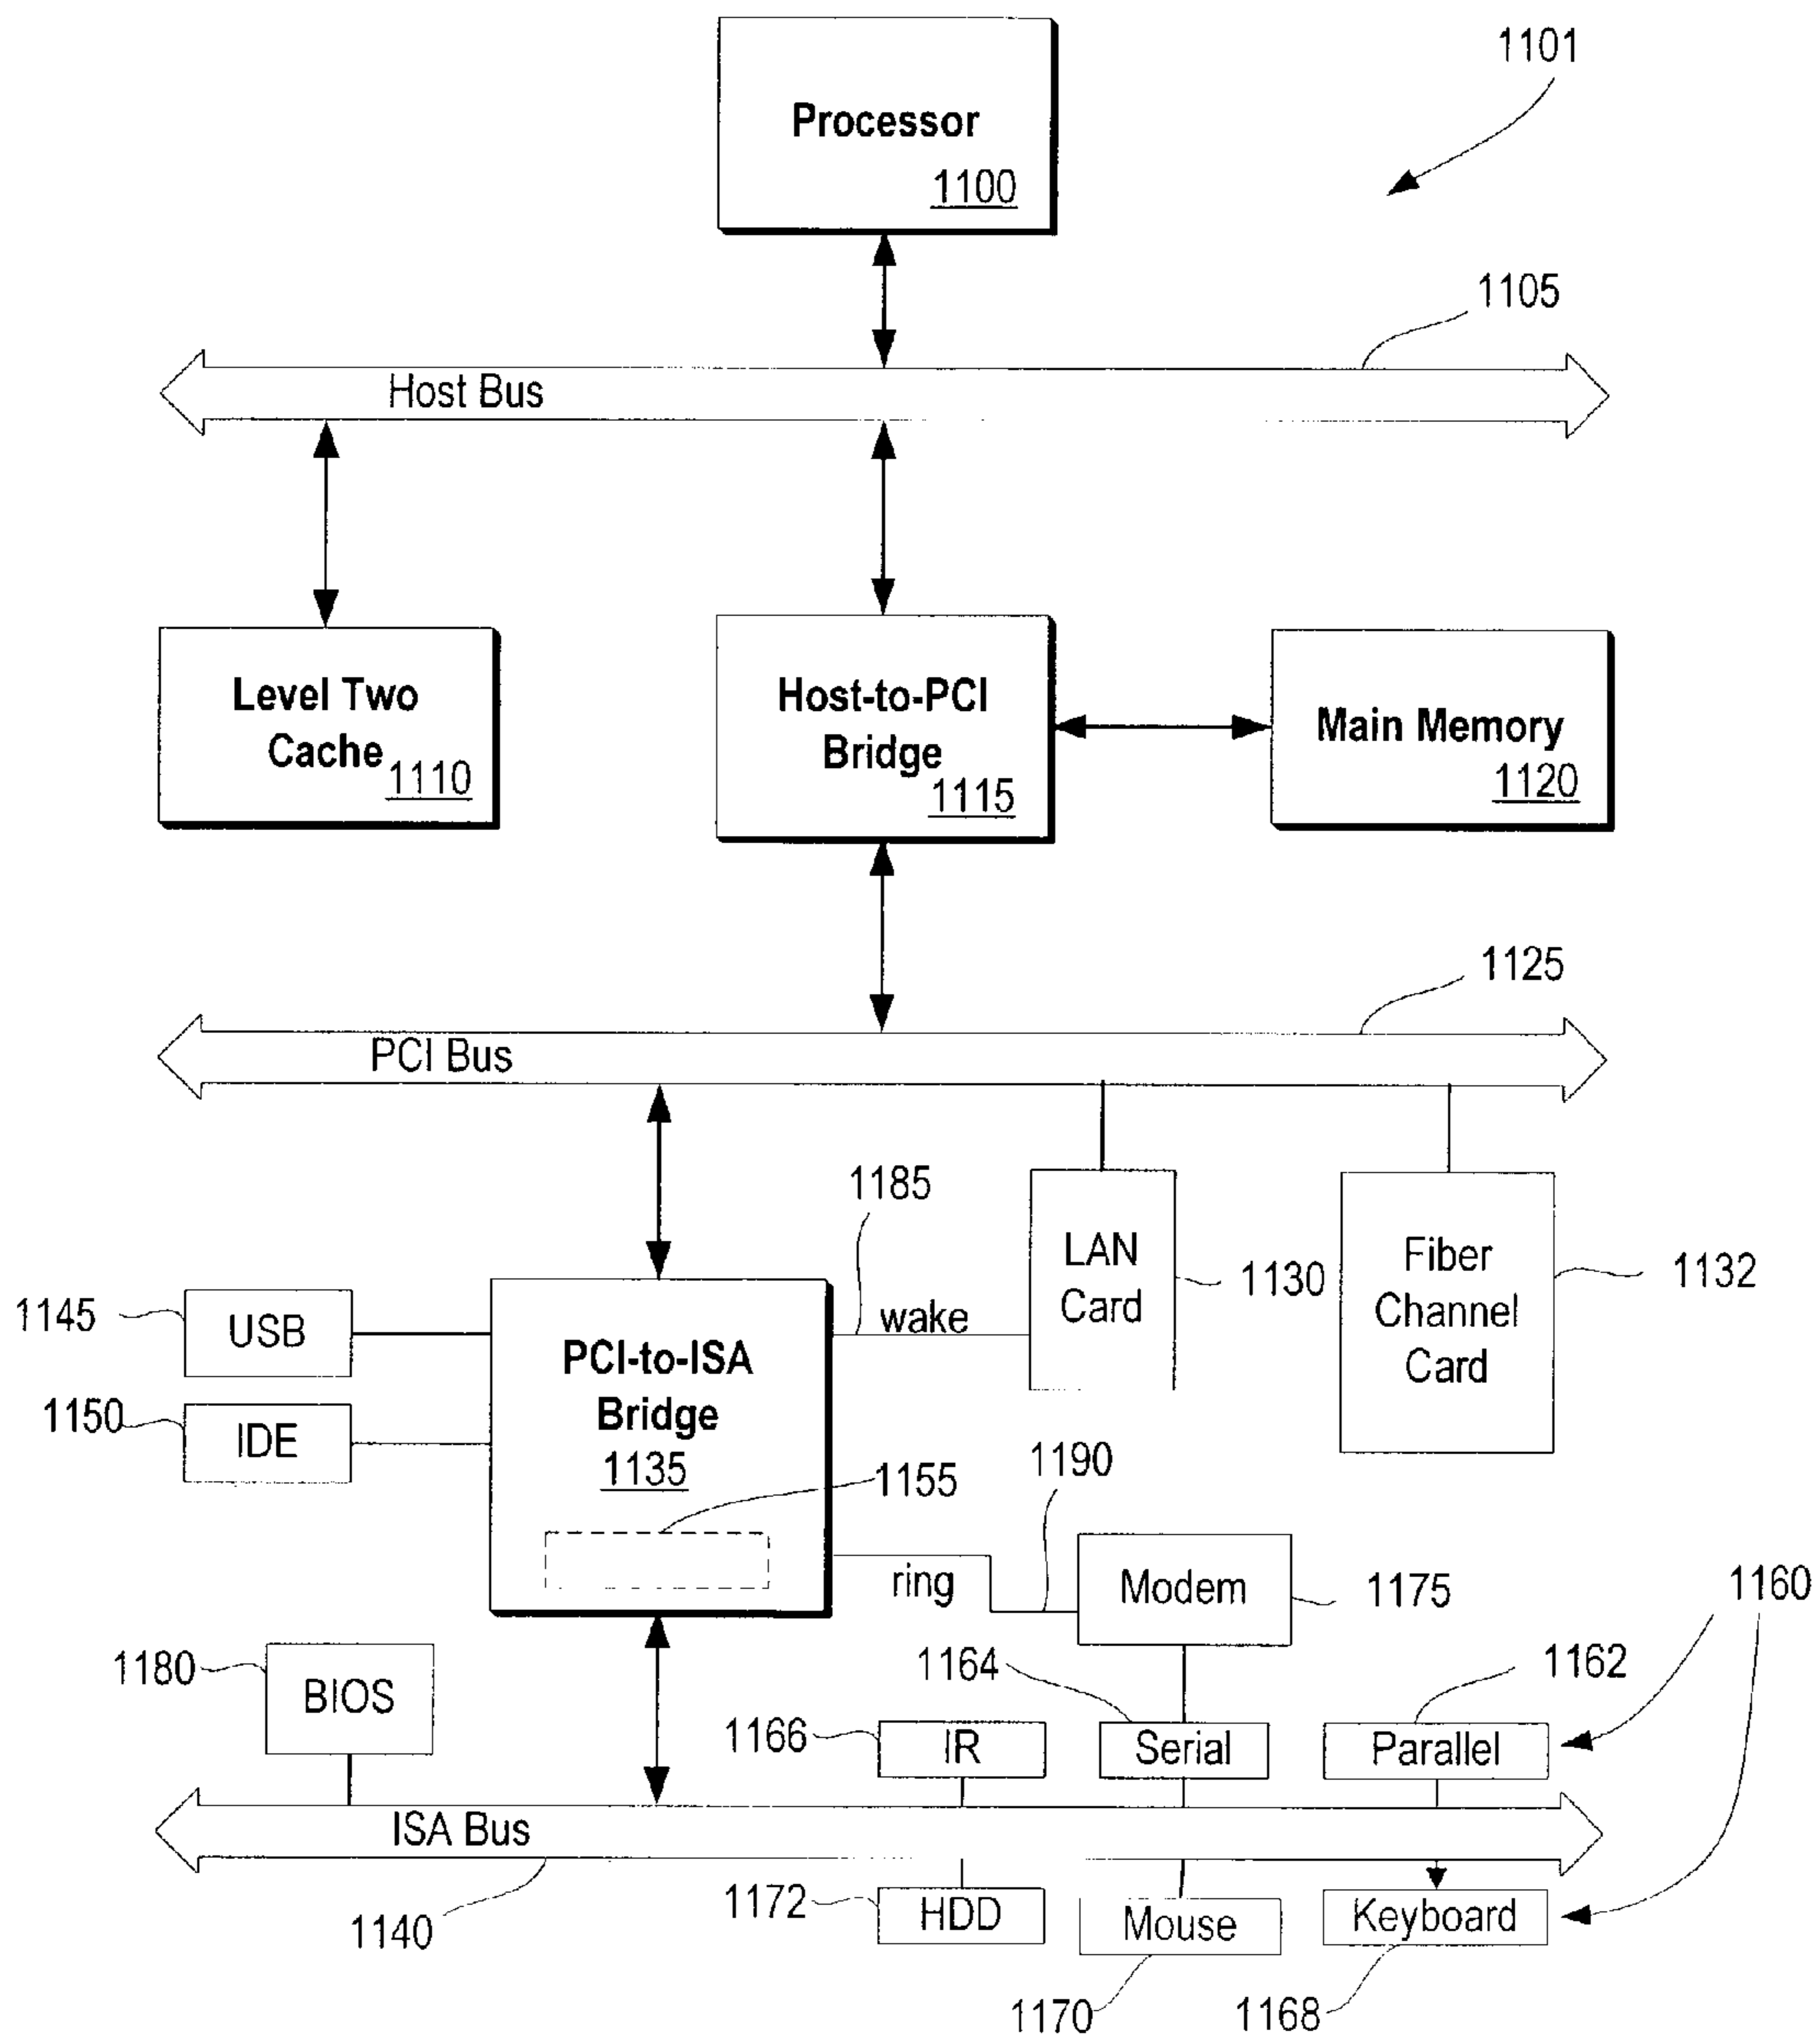 1101
Processor
1100
1105
Host Bus
Level Two
Cache
1110
Host-to-PCI
Bridge
1115
Main Memory
1120
1125
PCI Bus
1185
LAN
Card
1130
Fiber
Channel
Card
1132
1145
USB
wake
PCI-to-ISA
Bridge
1135
1150
IDE
1155
1190
ring
Modem
1175
1160
1180
BIOS
1164
1162
1166
IR
Serial
Parallel
ISA Bus
1140
1172
HDD
Mouse
Keyboard
1170
1168